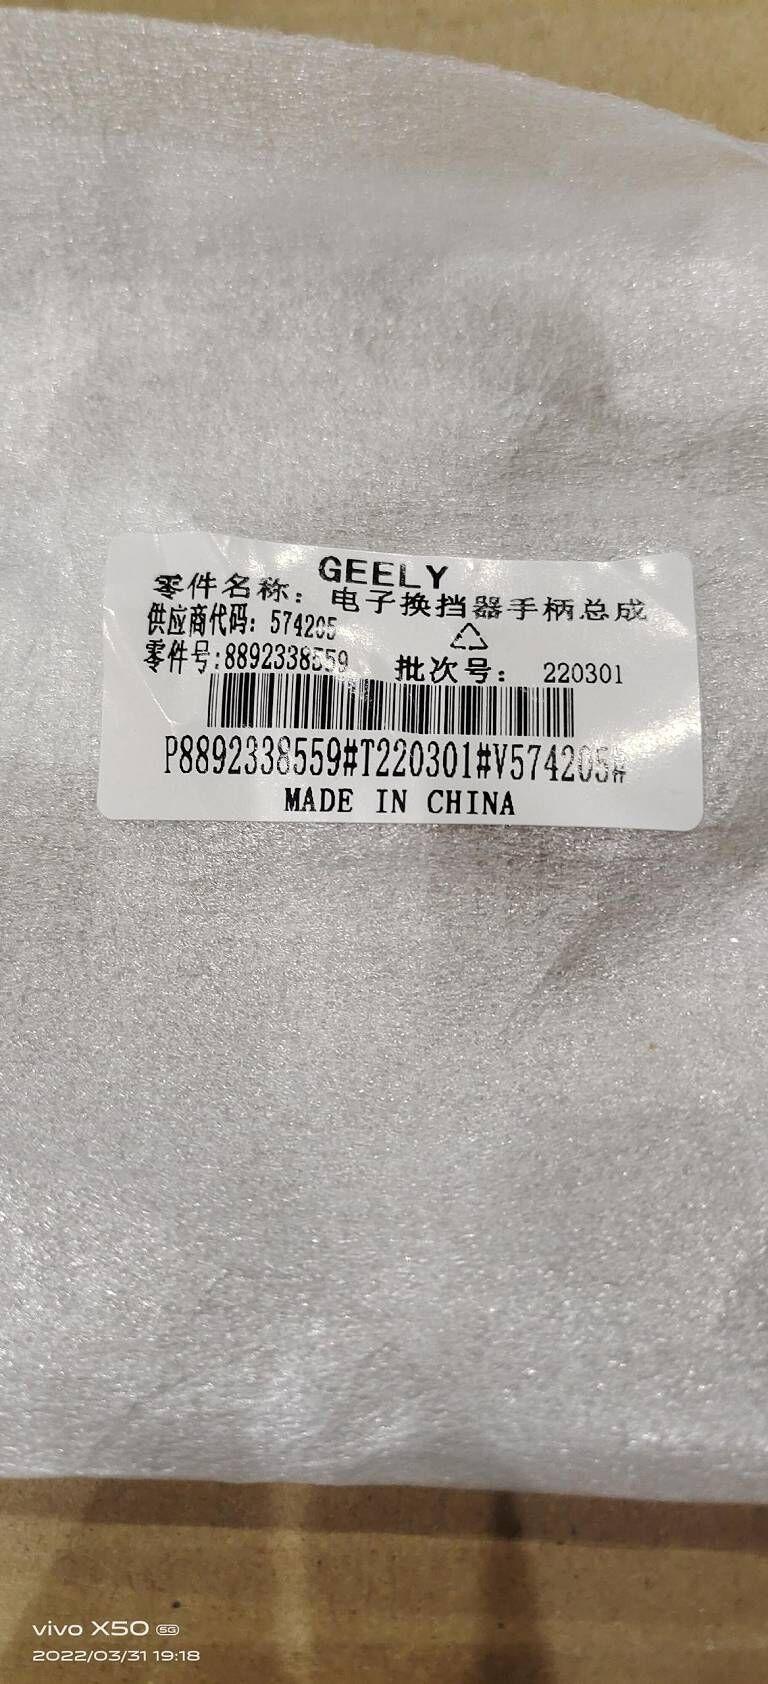 GEELY
零件名称： 电子换挡器手柄总成
供应商代码：574205
零件号:8892338559 批次号： 220301
P8892338559#T220301#V574205#
MADE IN CHINA
vivo X50 5G
2022/03/31 19:18